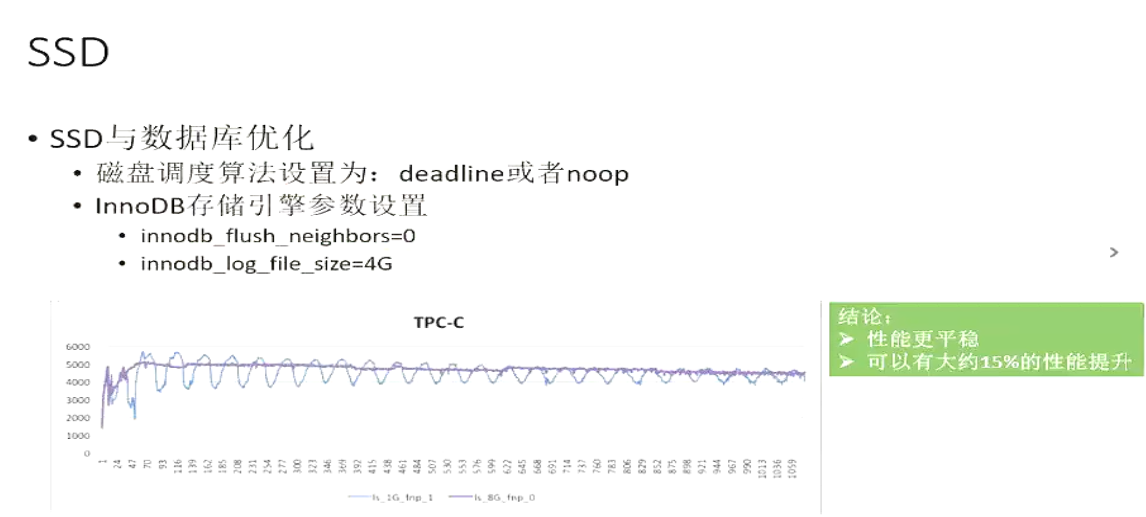 SSD
• SSD与数据库优化
• 磁盘调度算法设置为：deadline或者noop
• InnoDB存储引擎参数设置
• innodb_flush_neighbors=0
• innodb_log_file_size=4G
>
TPC-C
6000
5000
4000
3000
2000
1000
0
1 24 47 70 93 116 139 162 185 208 231 254 277 300 323 346 369 392 415 438 461 484 507 530 553 576 599 622 645 668 691 714 737 760 783 806 829 852 875 898 921 944 967 990 1013 1036 1059
ls_1G_fnp_1 ls_8G_fnp_0
结论：
➢ 性能更平稳
➢ 可以有大约15%的性能提升